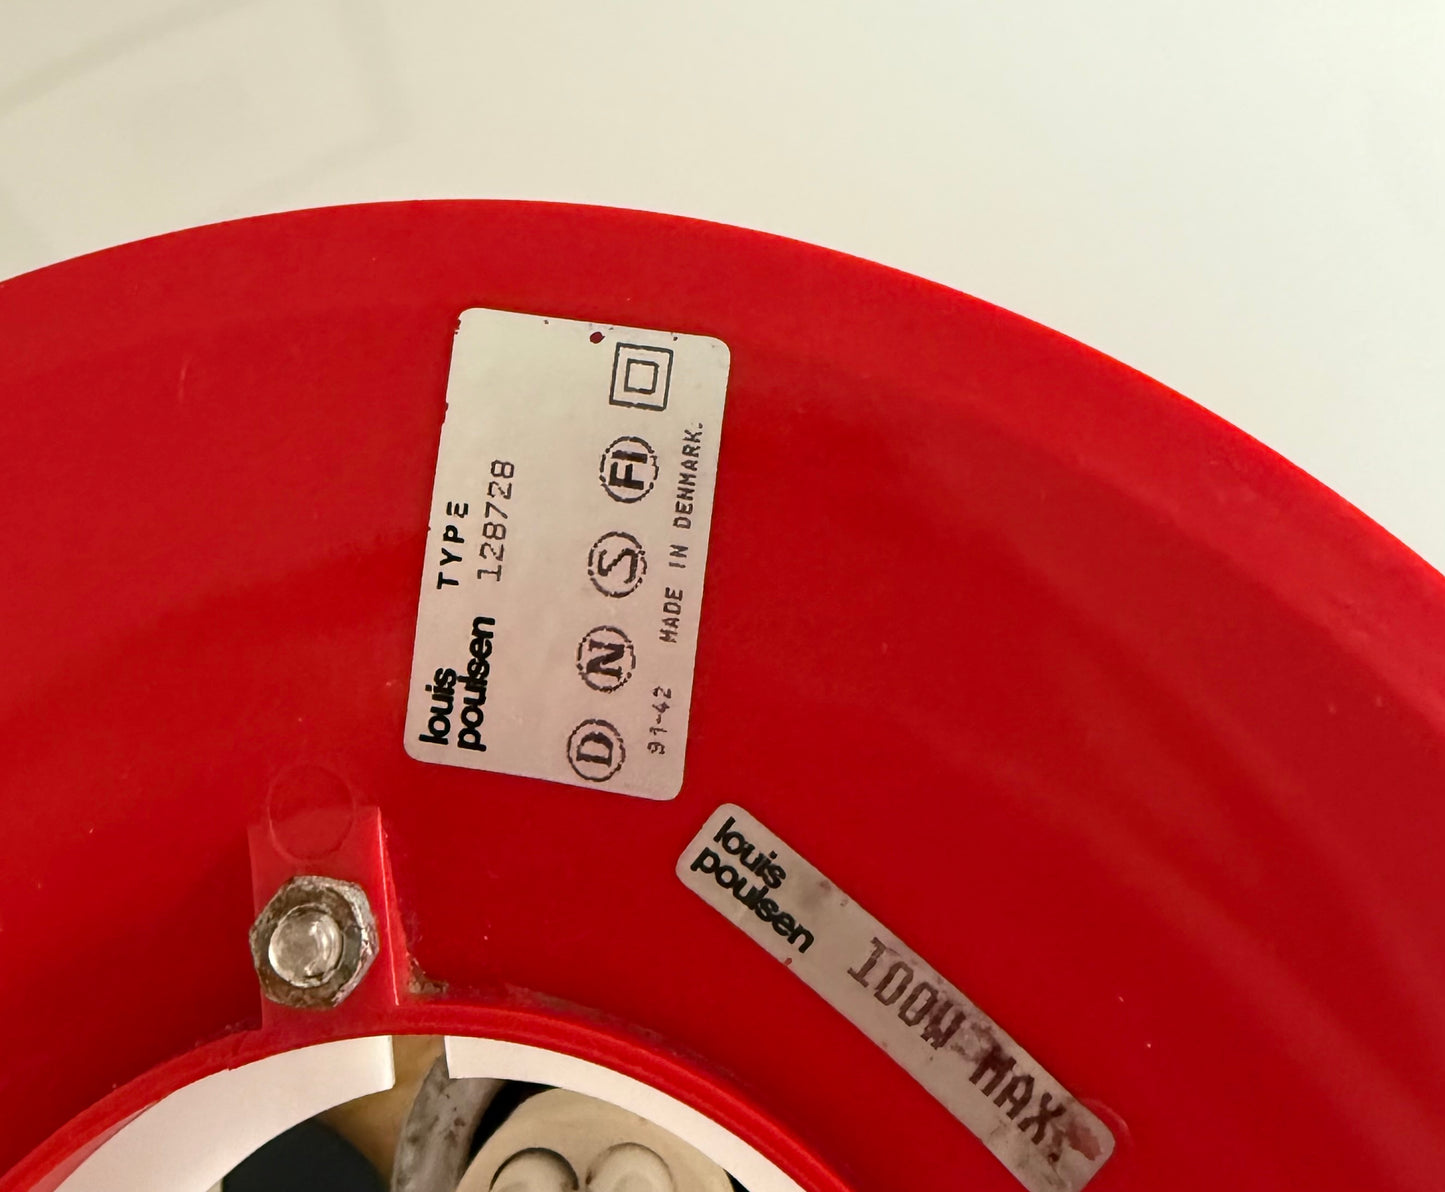 louis
poulsen
TYPE
128728
D N S FI
91-42 MADE IN DENMARK.
louis
poulsen
100W MAX.